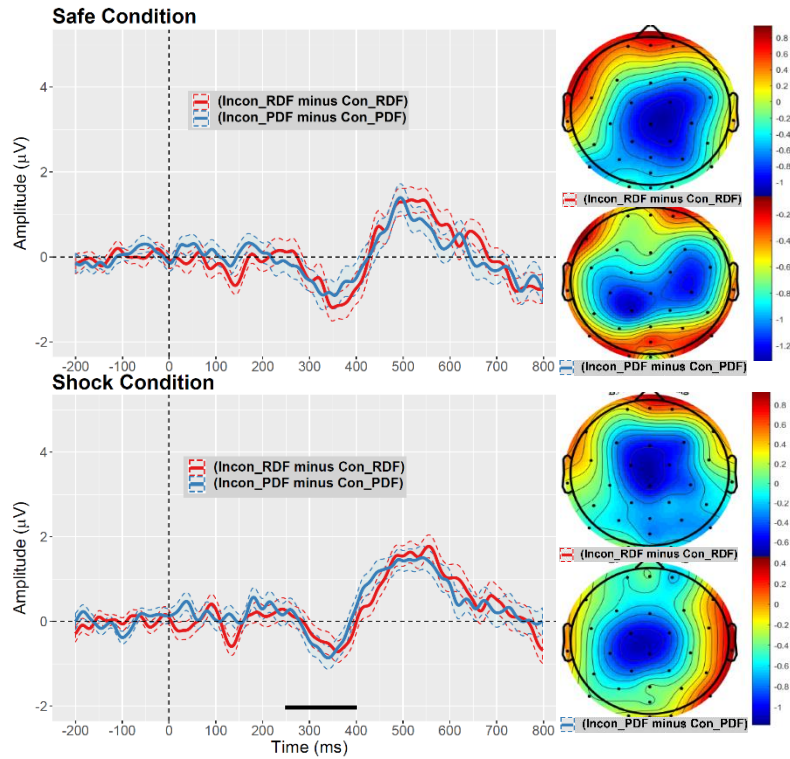 Safe Condition
(Incon_RDF minus Con_RDF)
(Incon_PDF minus Con_PDF)
Amplitude (μV)
4
2
0
-2
-200 -100 0 100 200 300 400 500 600 700 800
(Incon_RDF minus Con_RDF)
(Incon_PDF minus Con_PDF)
0.8
0.6
0.4
0.2
0
-0.2
-0.4
-0.6
-0.8
-1
-0.2
-0.4
-0.6
-0.8
-1
-1.2
Shock Condition
(Incon_RDF minus Con_RDF)
(Incon_PDF minus Con_PDF)
Amplitude (μV)
4
2
0
-2
-200 -100 0 100 200 300 400 500 600 700 800
Time (ms)
(Incon_RDF minus Con_RDF)
(Incon_PDF minus Con_PDF)
0.8
0.6
0.4
0.2
0
-0.2
-0.4
-0.6
0.4
0.2
0
-0.2
-0.4
-0.6
-0.8
-1